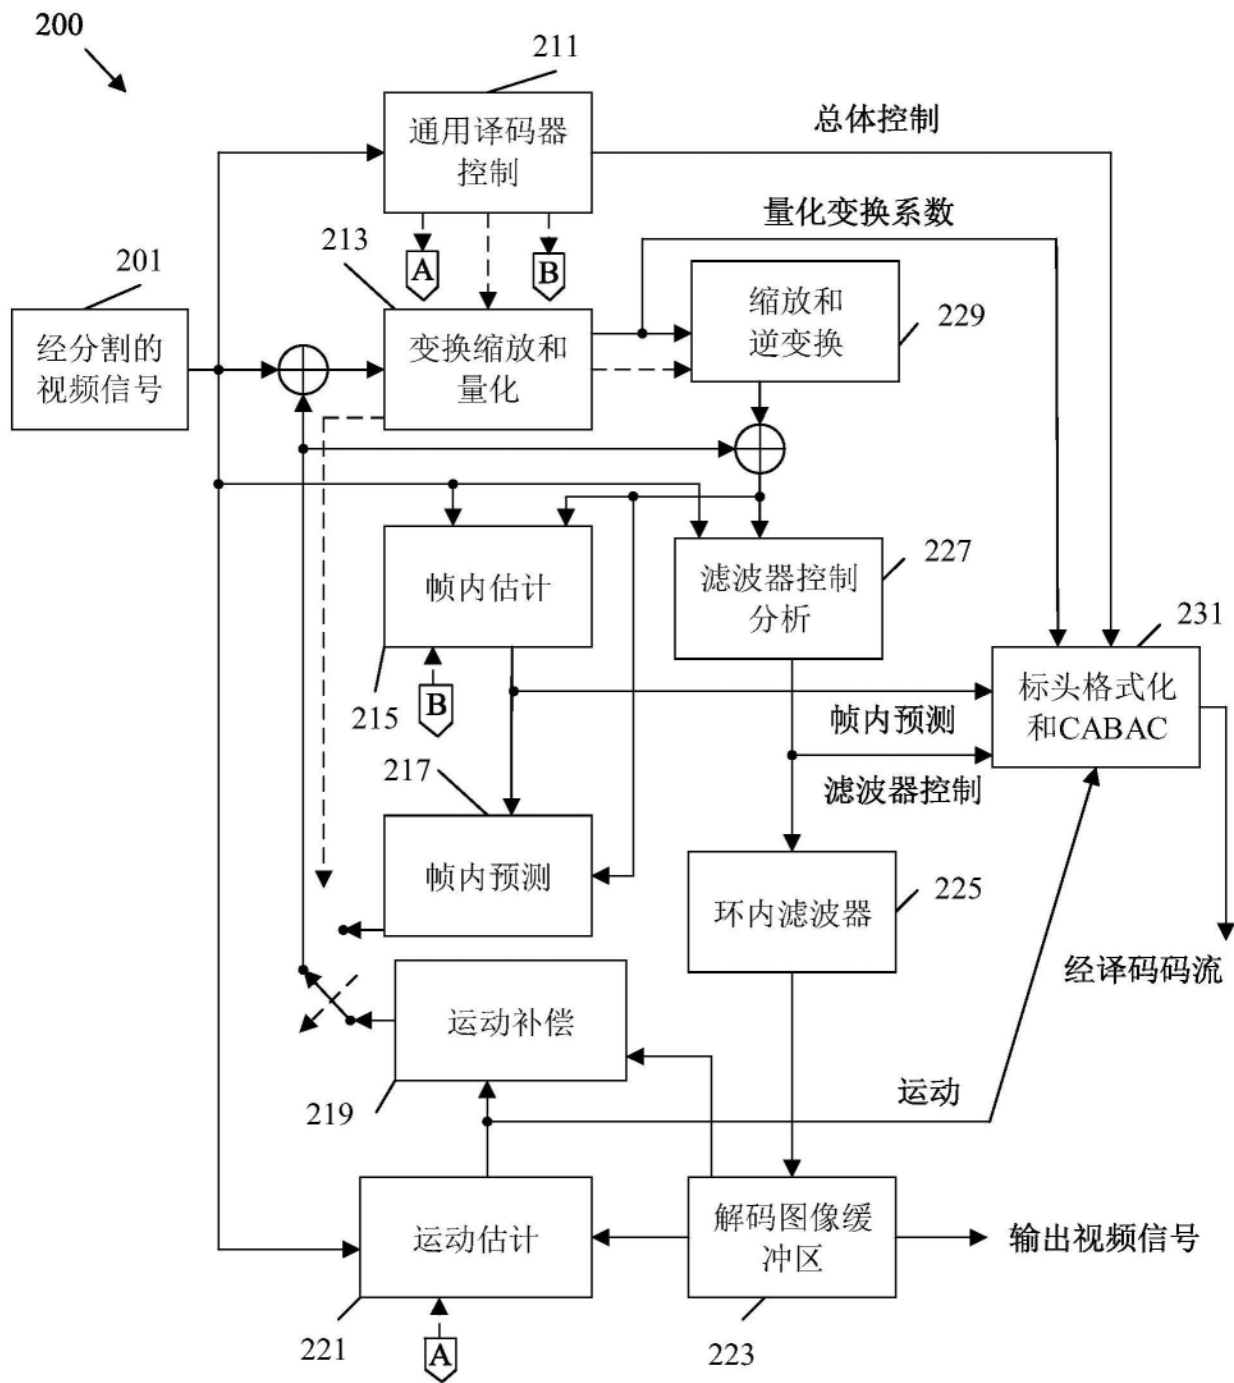 200
211
通用译码器
控制
总体控制
量化变换系数
A
B
213
201
经分割的
视频信号
变换缩放和
量化
缩放和
逆变换
229
帧内估计
滤波器控制
分析
227
215
B
231
标头格式化
和CABAC
帧内预测
滤波器控制
217
帧内预测
环内滤波器
225
经译码码流
运动补偿
219
运动
运动估计
221
A
解码图像缓
冲区
223
输出视频信号